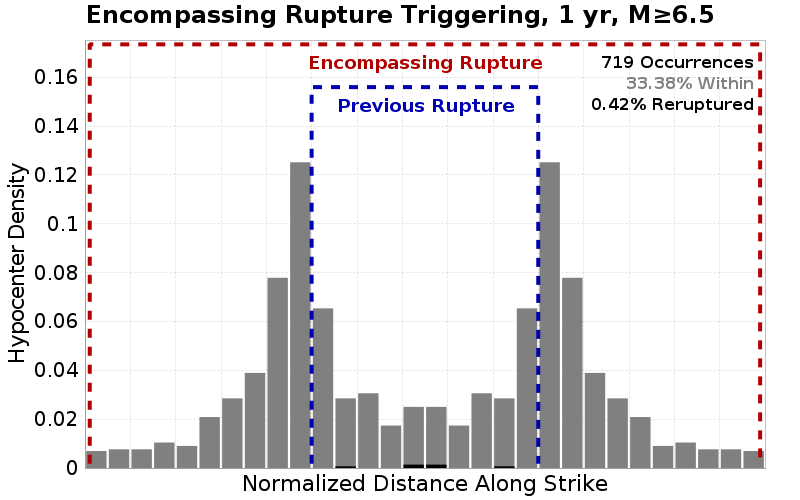 Encompassing Rupture Triggering, 1 yr, M≥6.5
Encompassing Rupture
Previous Rupture
719 Occurrences
33.38% Within
0.42% Reruptured
Hypocenter Density
0.16
0.14
0.12
0.1
0.08
0.06
0.04
0.02
0
Normalized Distance Along Strike